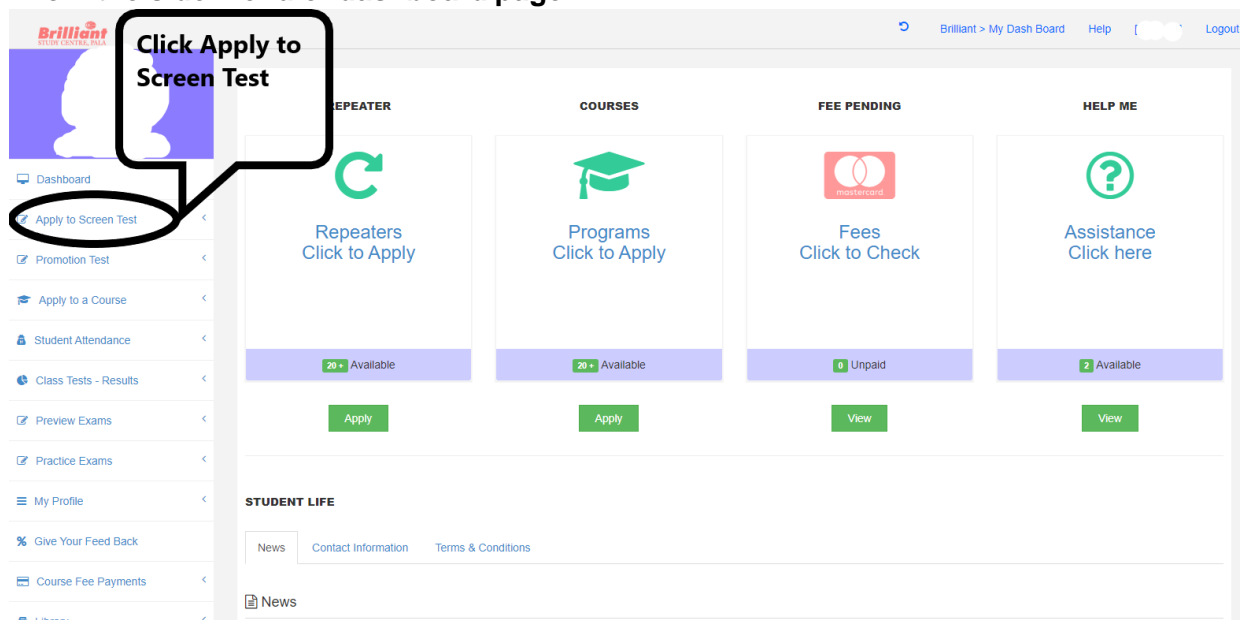 Brilliant
STUDY CENTRE, PALA
Brilliant > My Dash Board Help [ ] Logout
Click Apply to
Screen Test
Dashboard
Apply to Screen Test
Promotion Test
Apply to a Course
Student Attendance
Class Tests - Results
Preview Exams
Practice Exams
My Profile
Give Your Feed Back
Course Fee Payments
REPEATER
Repeaters
Click to Apply
20 + Available
Apply
COURSES
Programs
Click to Apply
20 + Available
Apply
FEE PENDING
mastercard
Fees
Click to Check
0 Unpaid
View
HELP ME
Assistance
Click here
2 Available
View
STUDENT LIFE
News Contact Information Terms & Conditions
News